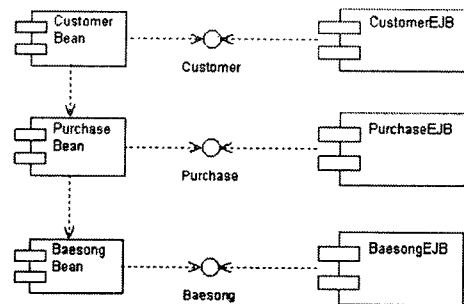 Customer
Bean
CustomerEJB
Customer
Purchase
Bean
PurchaseEJB
Purchase
Baesong
Bean
BaesongEJB
Baesong